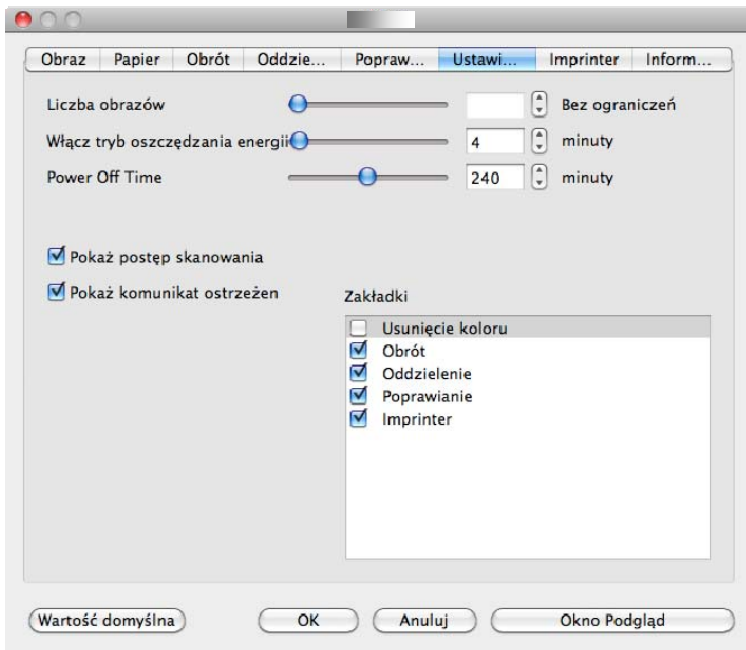 Obraz Papier Obrót Oddzie... Popraw... Ustawi... Imprinter Inform...
Liczba obrazów Bez ograniczeń
Włącz tryb oszczędzania energii 4 minuty
Power Off Time 240 minuty
Pokaż postęp skanowania
Pokaż komunikat ostrzeżen
Zakładki
Usunięcie koloru
Obrót
Oddzielenie
Poprawianie
Imprinter
Wartość domyślna OK Anuluj Okno Podgląd